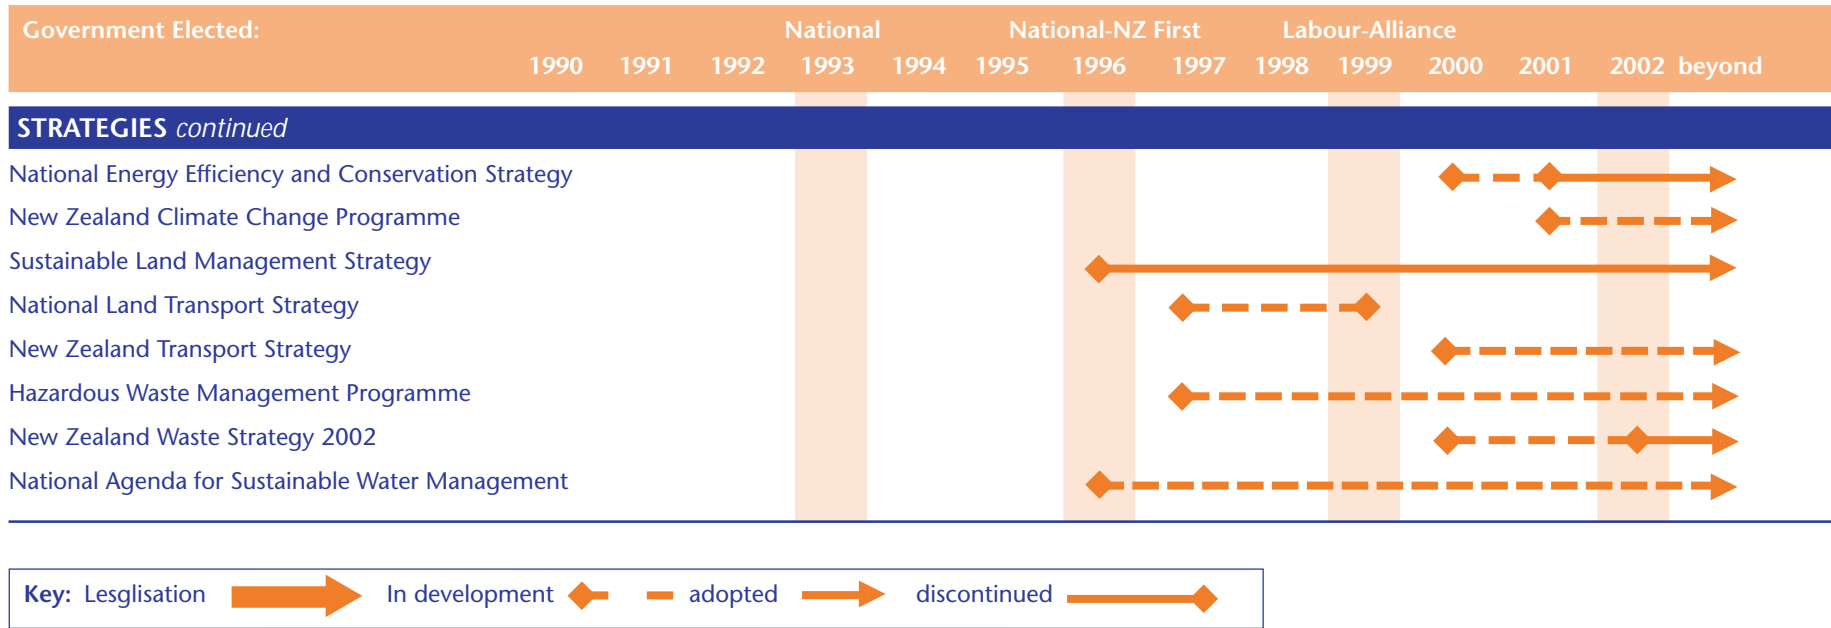 Government Elected: National National-NZ First Labour-Alliance
1990 1991 1992 1993 1994 1995 1996 1997 1998 1999 2000 2001 2002 beyond
STRATEGIES continued
National Energy Efficiency and Conservation Strategy
New Zealand Climate Change Programme
Sustainable Land Management Strategy
National Land Transport Strategy
New Zealand Transport Strategy
Hazardous Waste Management Programme
New Zealand Waste Strategy 2002
National Agenda for Sustainable Water Management
Key: Lesglisation In development adopted discontinued